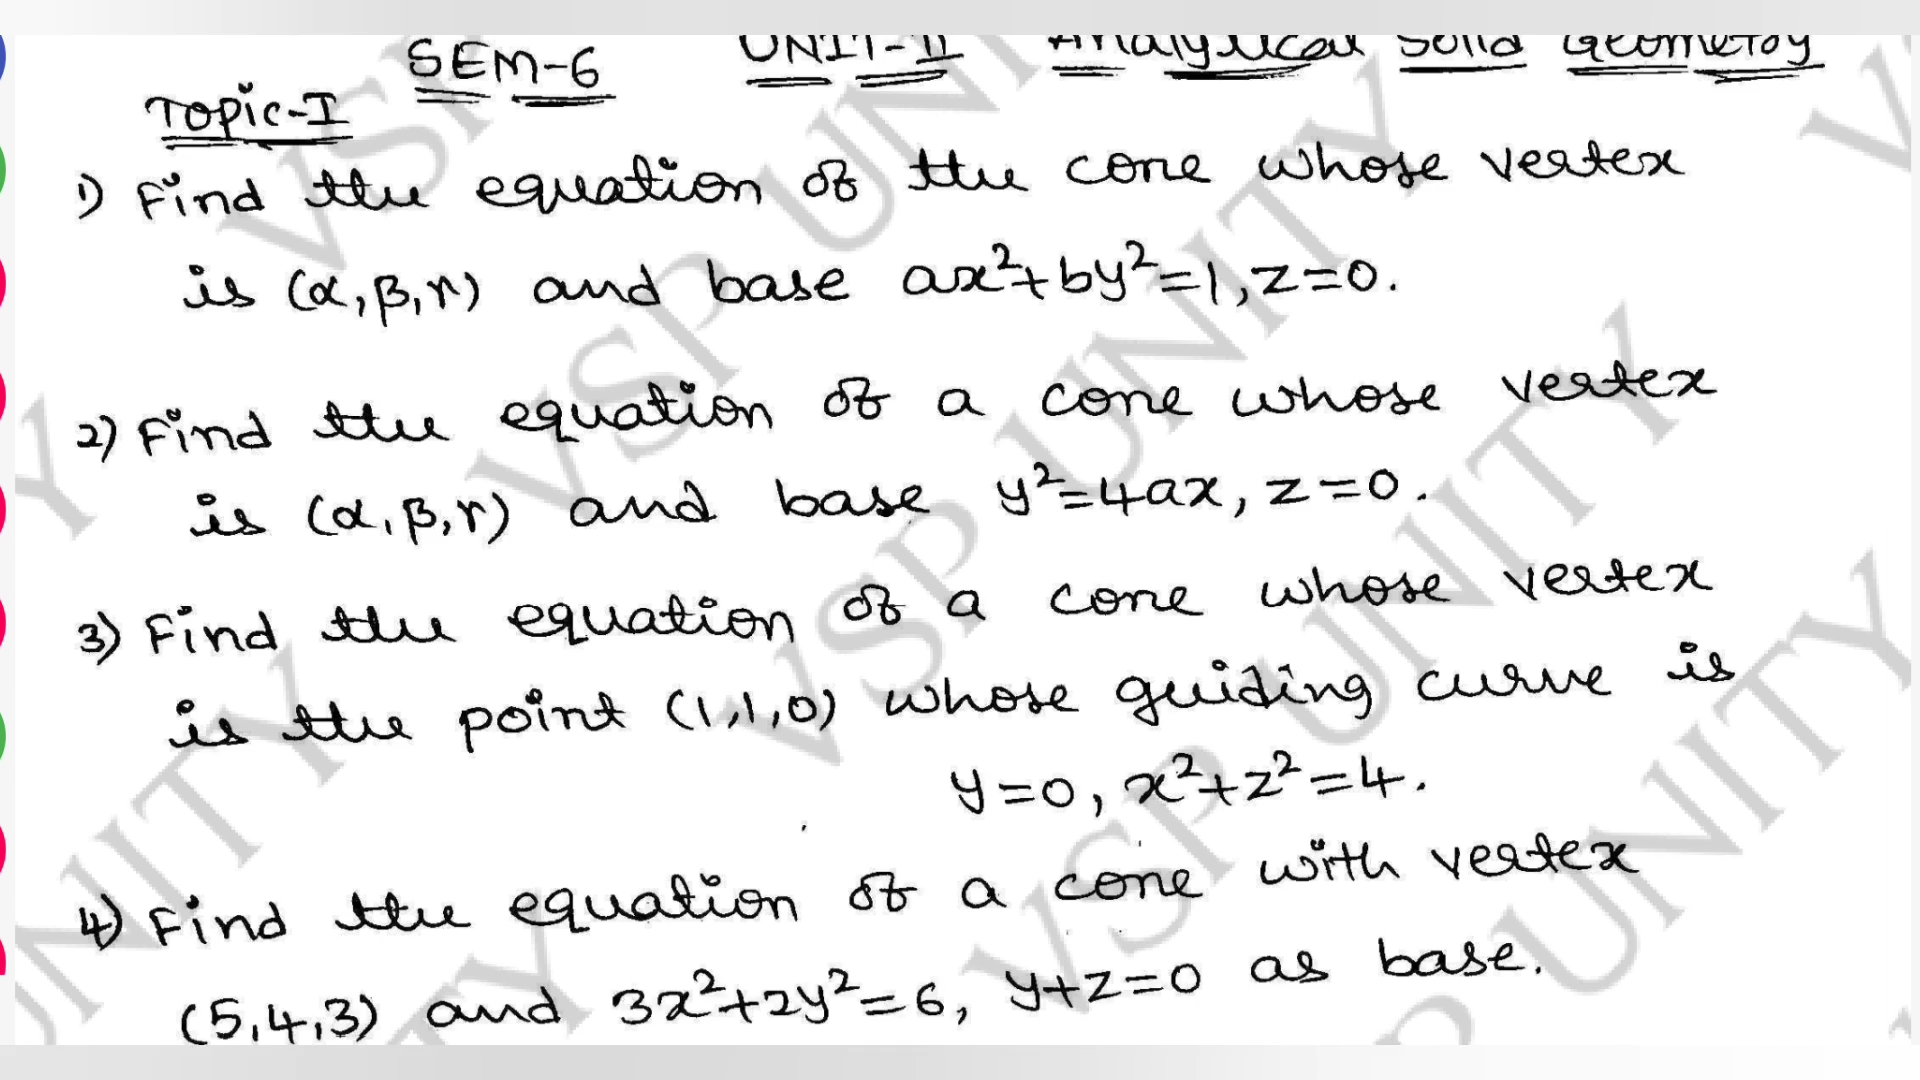 SEM-6 UNIT-II Analytical Solid Geometry
Topic-I
1) Find the equation of the cone whose vertex
is (α,β,γ) and base ax²+by²=1, z=0.
2) Find the equation of a cone whose vertex
is (α,β,γ) and base y²=4ax, z=0.
3) Find the equation of a cone whose vertex
is the point (1,1,0) whose guiding curve is
y=0, x²+z²=4.
4) Find the equation of a cone with vertex
(5,4,3) and 3x²+2y²=6, y+z=0 as base.
VSP UNITY